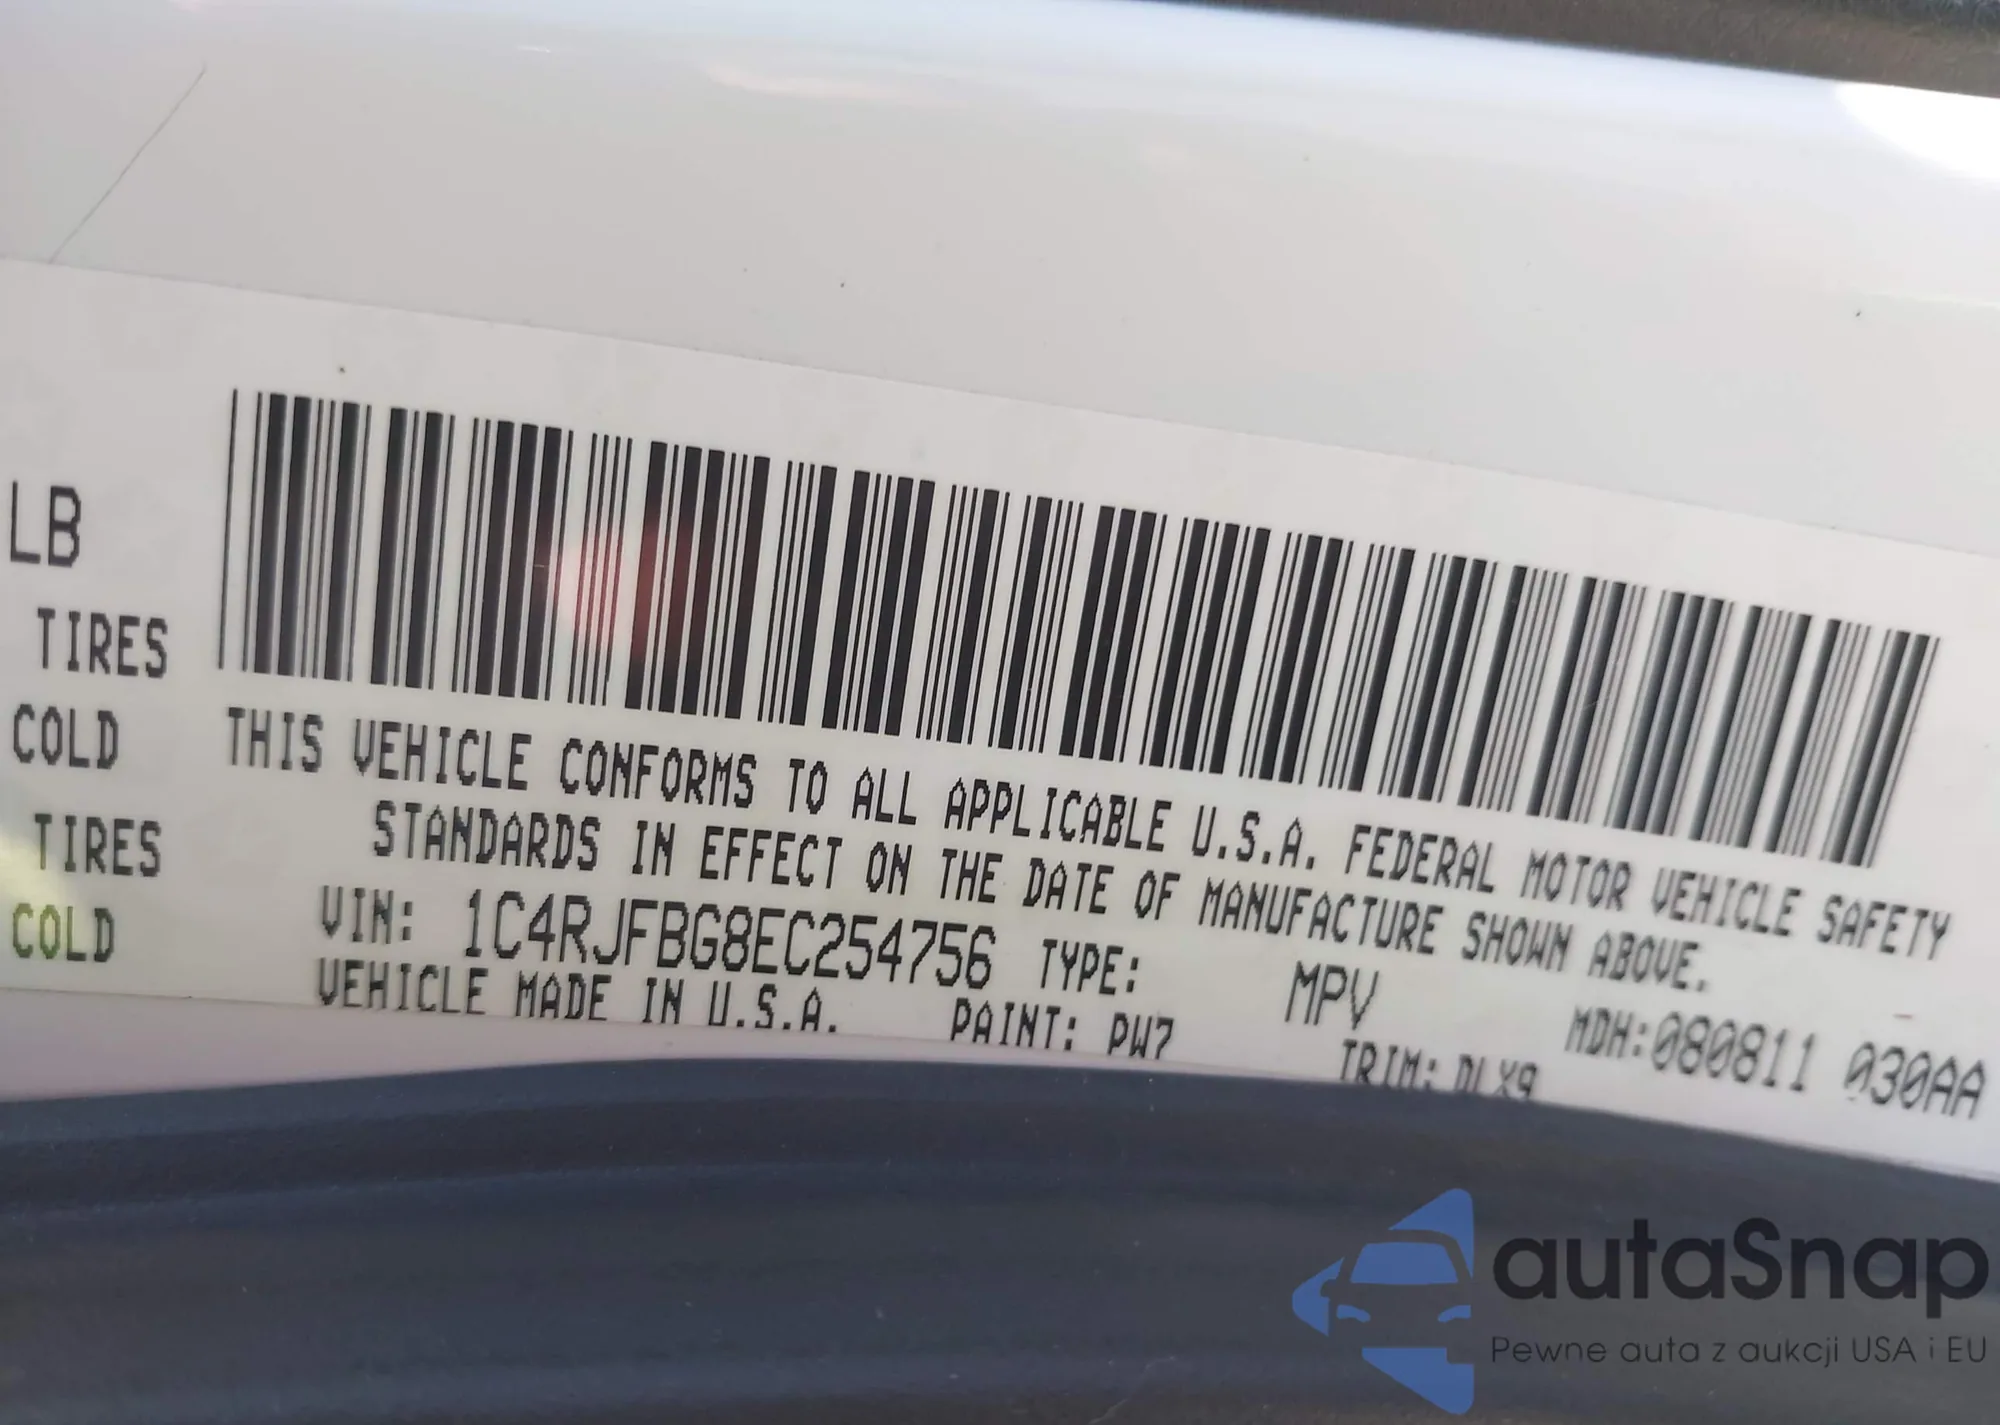 LB
TIRES
COLD
TIRES
COLD
THIS VEHICLE CONFORMS TO ALL APPLICABLE U.S.A. FEDERAL MOTOR VEHICLE SAFETY
STANDARDS IN EFFECT ON THE DATE OF MANUFACTURE SHOWN ABOVE.
VIN: 1C4RJFBG8EC254756 TYPE: MPV MDH:080811 030AA
VEHICLE MADE IN U.S.A. PAINT: PW7 TRIM: DLX9
autaSnap
Pewne auta z aukcji USA i EU